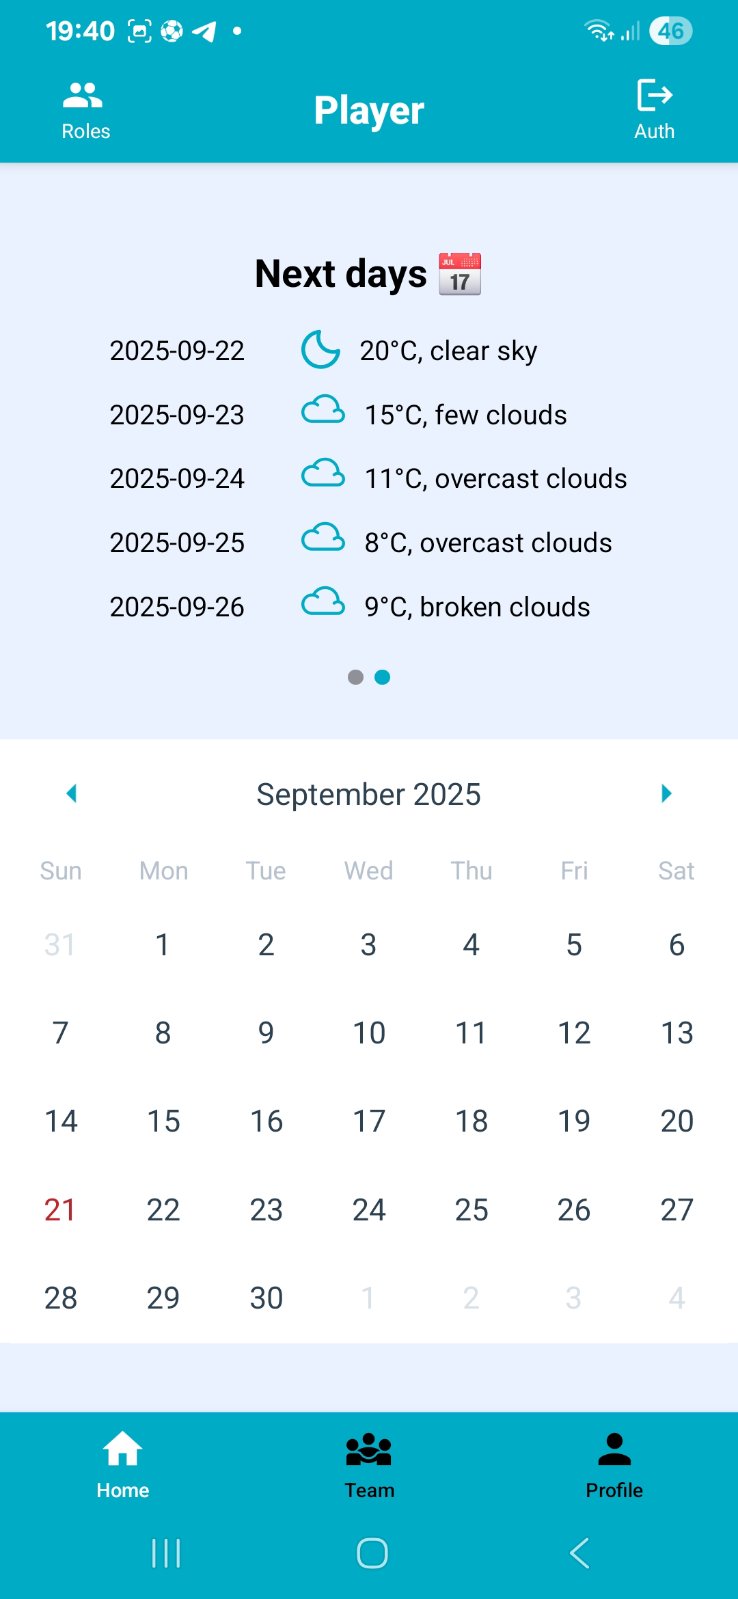 19:40 46
Roles Player Auth
Next days JUL 17
2025-09-22 20°C, clear sky
2025-09-23 15°C, few clouds
2025-09-24 11°C, overcast clouds
2025-09-25 8°C, overcast clouds
2025-09-26 9°C, broken clouds
September 2025
Sun Mon Tue Wed Thu Fri Sat
31 1 2 3 4 5 6
7 8 9 10 11 12 13
14 15 16 17 18 19 20
21 22 23 24 25 26 27
28 29 30 1 2 3 4
Home Team Profile